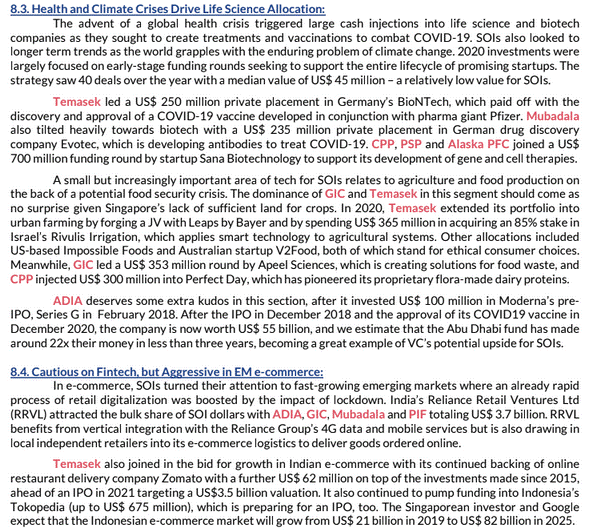 8.3. Health and Climate Crises Drive Life Science Allocation:
The advent of a global health crisis triggered large cash injections into life science and biotech
companies as they sought to create treatments and vaccinations to combat COVID-19. SOIs also looked to
longer term trends as the world grapples with the enduring problem of climate change. 2020 investments were
largely focused on early-stage funding rounds seeking to support the entire lifecycle of promising startups. The
strategy saw 40 deals over the year with a median value of US$ 45 million – a relatively low value for SOIs.
Temasek led a US$ 250 million private placement in Germany's BioNTech, which paid off with the
discovery and approval of a COVID-19 vaccine developed in conjunction with pharma giant Pfizer. Mubadala
also tilted heavily towards biotech with a US$ 235 million private placement in German drug discovery
company Evotec, which is developing antibodies to treat COVID-19. CPP, PSP and Alaska PFC joined a US$
700 million funding round by startup Sana Biotechnology to support its development of gene and cell therapies.
A small but increasingly important area of tech for SOIs relates to agriculture and food production on
the back of a potential food security crisis. The dominance of GIC and Temasek in this segment should come as
no surprise given Singapore's lack of sufficient land for crops. In 2020, Temasek extended its portfolio into
urban farming by forging a JV with Leaps by Bayer and by spending US$ 365 million in acquiring an 85% stake in
Israel's Rivulis Irrigation, which applies smart technology to agricultural systems. Other allocations included
US-based Impossible Foods and Australian startup V2Food, both of which stand for ethical consumer choices.
Meanwhile, GIC led a US$ 353 million round by Apeel Sciences, which is creating solutions for food waste, and
CPP injected US$ 300 million into Perfect Day, which has pioneered its proprietary flora-made dairy proteins.
ADIA deserves some extra kudos in this section, after it invested US$ 100 million in Moderna's pre-
IPO, Series G in February 2018. After the IPO in December 2018 and the approval of its COVID19 vaccine in
December 2020, the company is now worth US$ 55 billion, and we estimate that the Abu Dhabi fund has made
around 22x their money in less than three years, becoming a great example of VC's potential upside for SOIs.
8.4. Cautious on Fintech, but Aggressive in EM e-commerce:
In e-commerce, SOIs turned their attention to fast-growing emerging markets where an already rapid
process of retail digitalization was boosted by the impact of lockdown. India's Reliance Retail Ventures Ltd
(RRVL) attracted the bulk share of SOI dollars with ADIA, GIC, Mubadala and PIF totaling US$ 3.7 billion. RRVL
benefits from vertical integration with the Reliance Group's 4G data and mobile services but is also drawing in
local independent retailers into its e-commerce logistics to deliver goods ordered online.
Temasek also joined in the bid for growth in Indian e-commerce with its continued backing of online
restaurant delivery company Zomato with a further US$ 62 million on top of the investments made since 2015,
ahead of an IPO in 2021 targeting a US$3.5 billion valuation. It also continued to pump funding into Indonesia's
Tokopedia (up to US$ 675 million), which is preparing for an IPO, too. The Singaporean investor and Google
expect that the Indonesian e-commerce market will grow from US$ 21 billion in 2019 to US$ 82 billion in 2025.